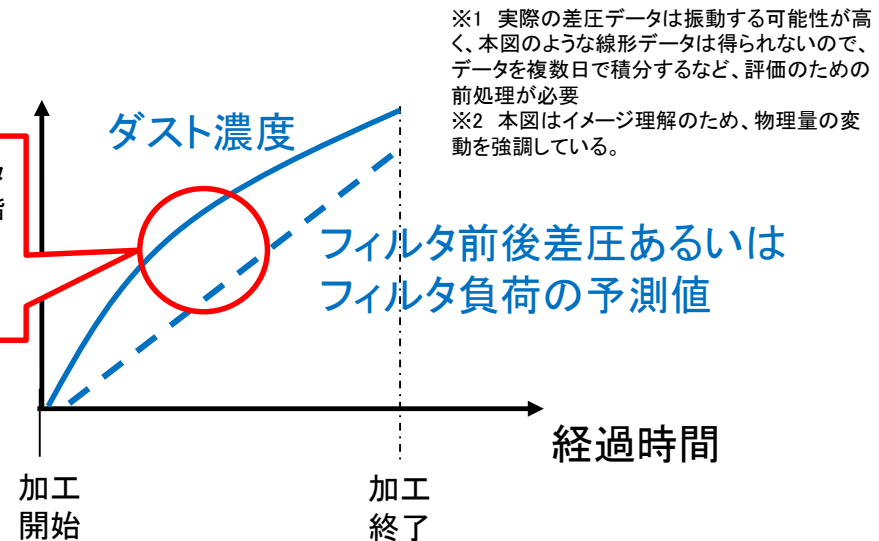 ※1 実際の差圧データは振動する可能性が高
く、本図のような線形データは得られないので、
データを複数日で積分するなど、評価のための
前処理が必要
※2 本図はイメージ理解のため、物理量の変
動を強調している。
ダスト濃度
フィルタ前後差圧あるいは
フィルタ負荷の予測値
経過時間
加工
開始
加工
終了